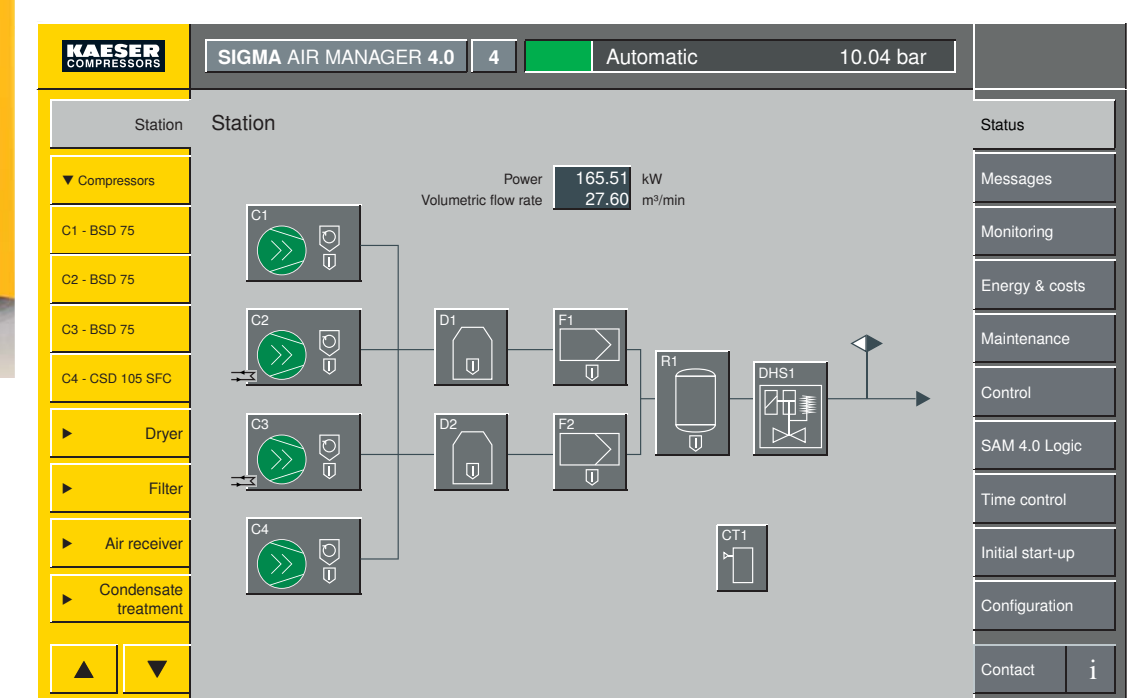 KAESER
COMPRESSORS
SIGMA AIR MANAGER 4.0
4
Automatic
10.04 bar
Station
Station
Status
Power 165.51 kW
Volumetric flow rate 27.60 m³/min
▼ Compressors
C1 - BSD 75
C2 - BSD 75
C3 - BSD 75
C4 - CSD 105 SFC
Dryer
Filter
Air receiver
Condensate
treatment
C1
C2
D1
F1
R1
DHS1
C3
D2
F2
C4
CT1
Messages
Monitoring
Energy & costs
Maintenance
Control
SAM 4.0 Logic
Time control
Initial start-up
Configuration
Contact
i